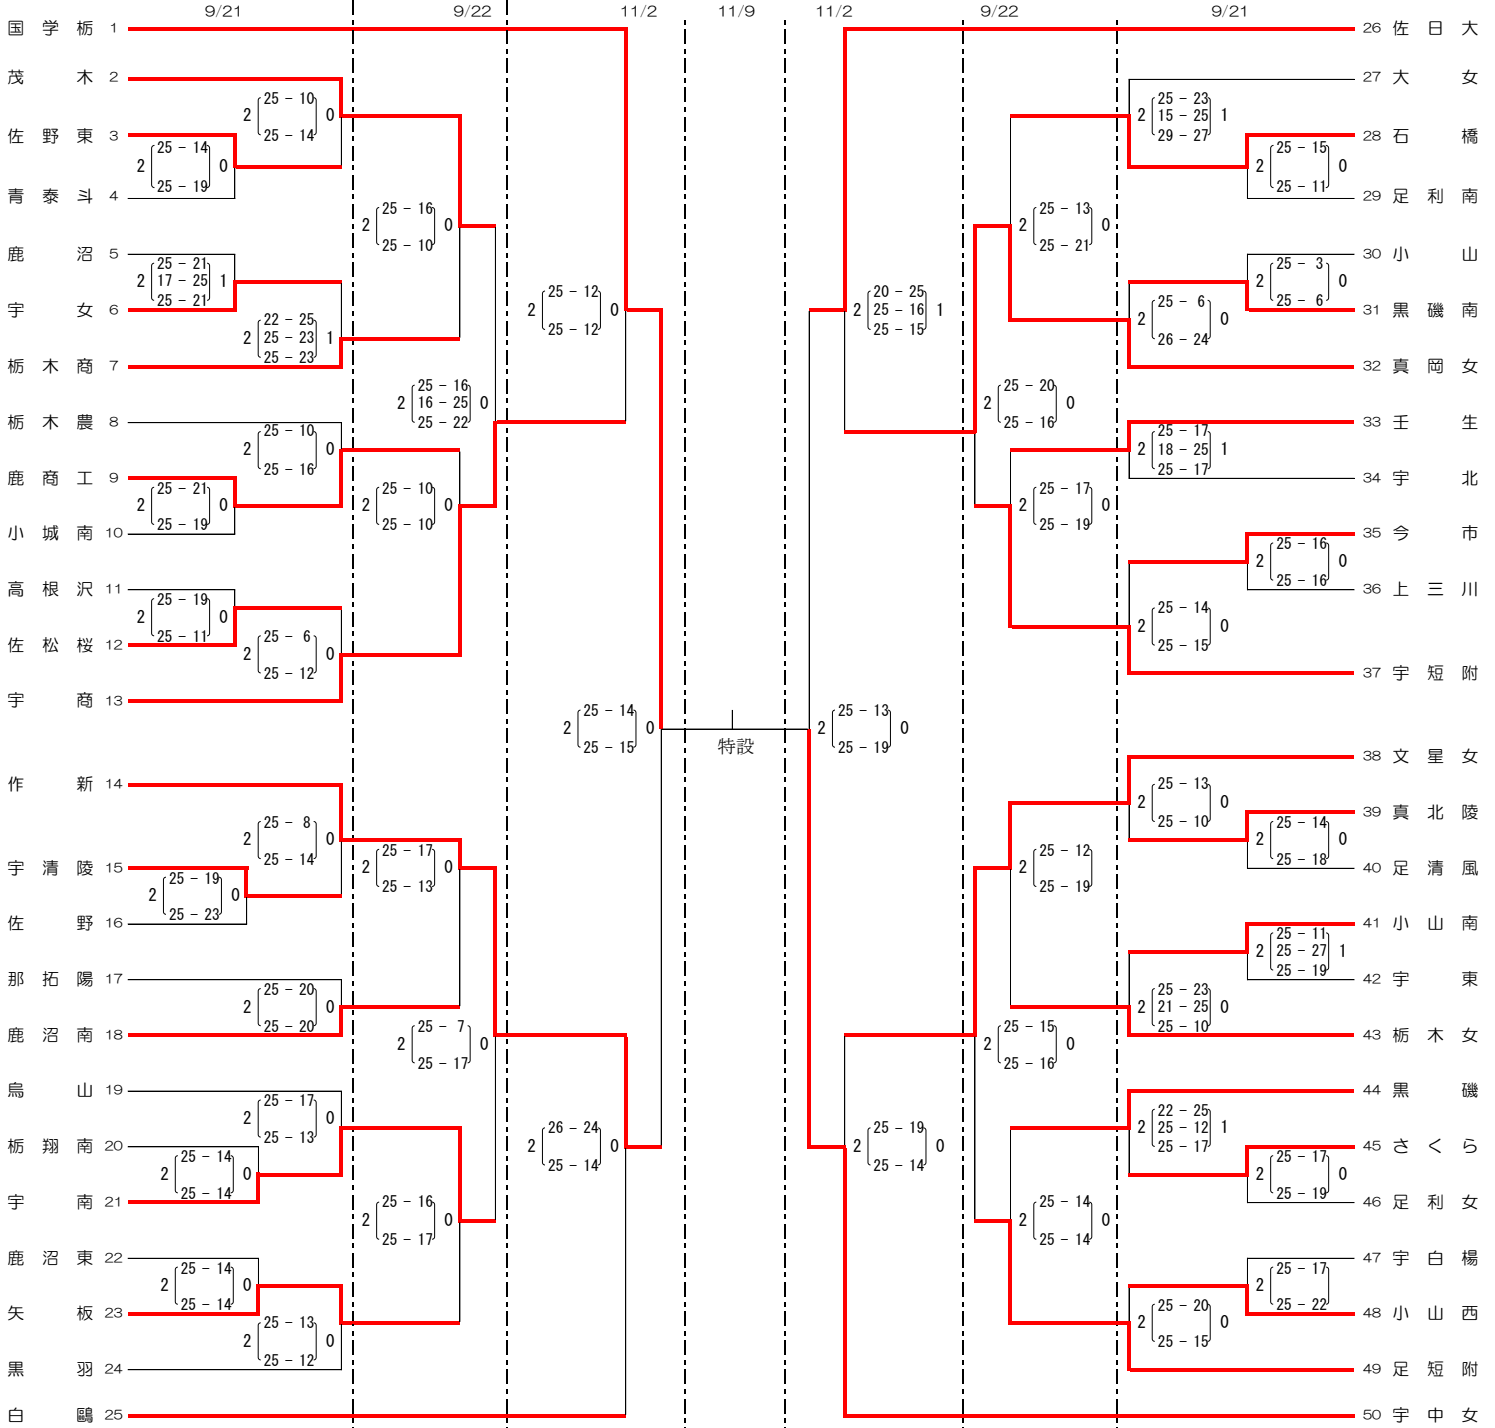 9/21 9/22 11/2 11/9 11/2 9/22 9/21
国学栃 1
茂木 2
2 25 - 10 0
25 - 14
佐野東 3
2 25 - 14 0
25 - 19
青泰斗 4
2 25 - 16 0
25 - 10
鹿沼 5
25 - 21
2 17 - 25 1
25 - 21
宇女 6
22 - 25
2 25 - 23 1
25 - 23
栃木商 7
25 - 16
2 16 - 25 0
25 - 22
栃木農 8
2 25 - 10 0
25 - 16
鹿商工 9
2 25 - 21 0
25 - 19
小城南 10
2 25 - 10 0
25 - 10
高根沢 11
2 25 - 19 0
25 - 11
佐松桜 12
2 25 - 6 0
25 - 12
宇商 13
2 25 - 12 0
25 - 12
2 25 - 14 0
25 - 15
作新 14
2 25 - 8 0
25 - 14
宇清陵 15
2 25 - 19 0
25 - 23
佐野 16
2 25 - 17 0
25 - 13
那拓陽 17
2 25 - 20 0
25 - 20
鹿沼南 18
2 25 - 7 0
25 - 17
烏山 19
2 25 - 17 0
25 - 13
栃翔南 20
2 25 - 14 0
25 - 14
宇南 21
2 25 - 16 0
25 - 17
鹿沼東 22
2 25 - 14 0
25 - 14
矢板 23
2 25 - 13 0
25 - 12
黒羽 24
2 26 - 24 0
25 - 14
白鷗 25
特設
26 佐日大
27 大女
25 - 23
2 15 - 25 1
29 - 27
28 石橋
2 25 - 15 0
25 - 11
29 足利南
2 25 - 13 0
25 - 21
30 小山
2 25 - 3 0
25 - 6
31 黒磯南
2 25 - 6 0
26 - 24
32 真岡女
20 - 25
2 25 - 16 1
25 - 15
2 25 - 20 0
25 - 16
33 壬生
25 - 17
2 18 - 25 1
25 - 17
34 宇北
2 25 - 17 0
25 - 19
35 今市
2 25 - 16 0
25 - 16
36 上三川
2 25 - 14 0
25 - 15
37 宇短附
2 25 - 13 0
25 - 19
38 文星女
2 25 - 13 0
25 - 10
39 真北陵
2 25 - 14 0
25 - 18
40 足清風
2 25 - 12
25 - 19
41 小山南
25 - 11
2 25 - 27 1
25 - 19
42 宇東
25 - 23
2 21 - 25 0
25 - 10
43 栃木女
2 25 - 15 0
25 - 16
44 黒磯
22 - 25
2 25 - 12 1
25 - 17
45 さくら
2 25 - 17 0
25 - 19
46 足利女
2 25 - 19 0
25 - 14
2 25 - 14 0
25 - 14
47 宇白楊
2 25 - 17
25 - 22
48 小山西
2 25 - 20 0
25 - 15
49 足短附
50 宇中女